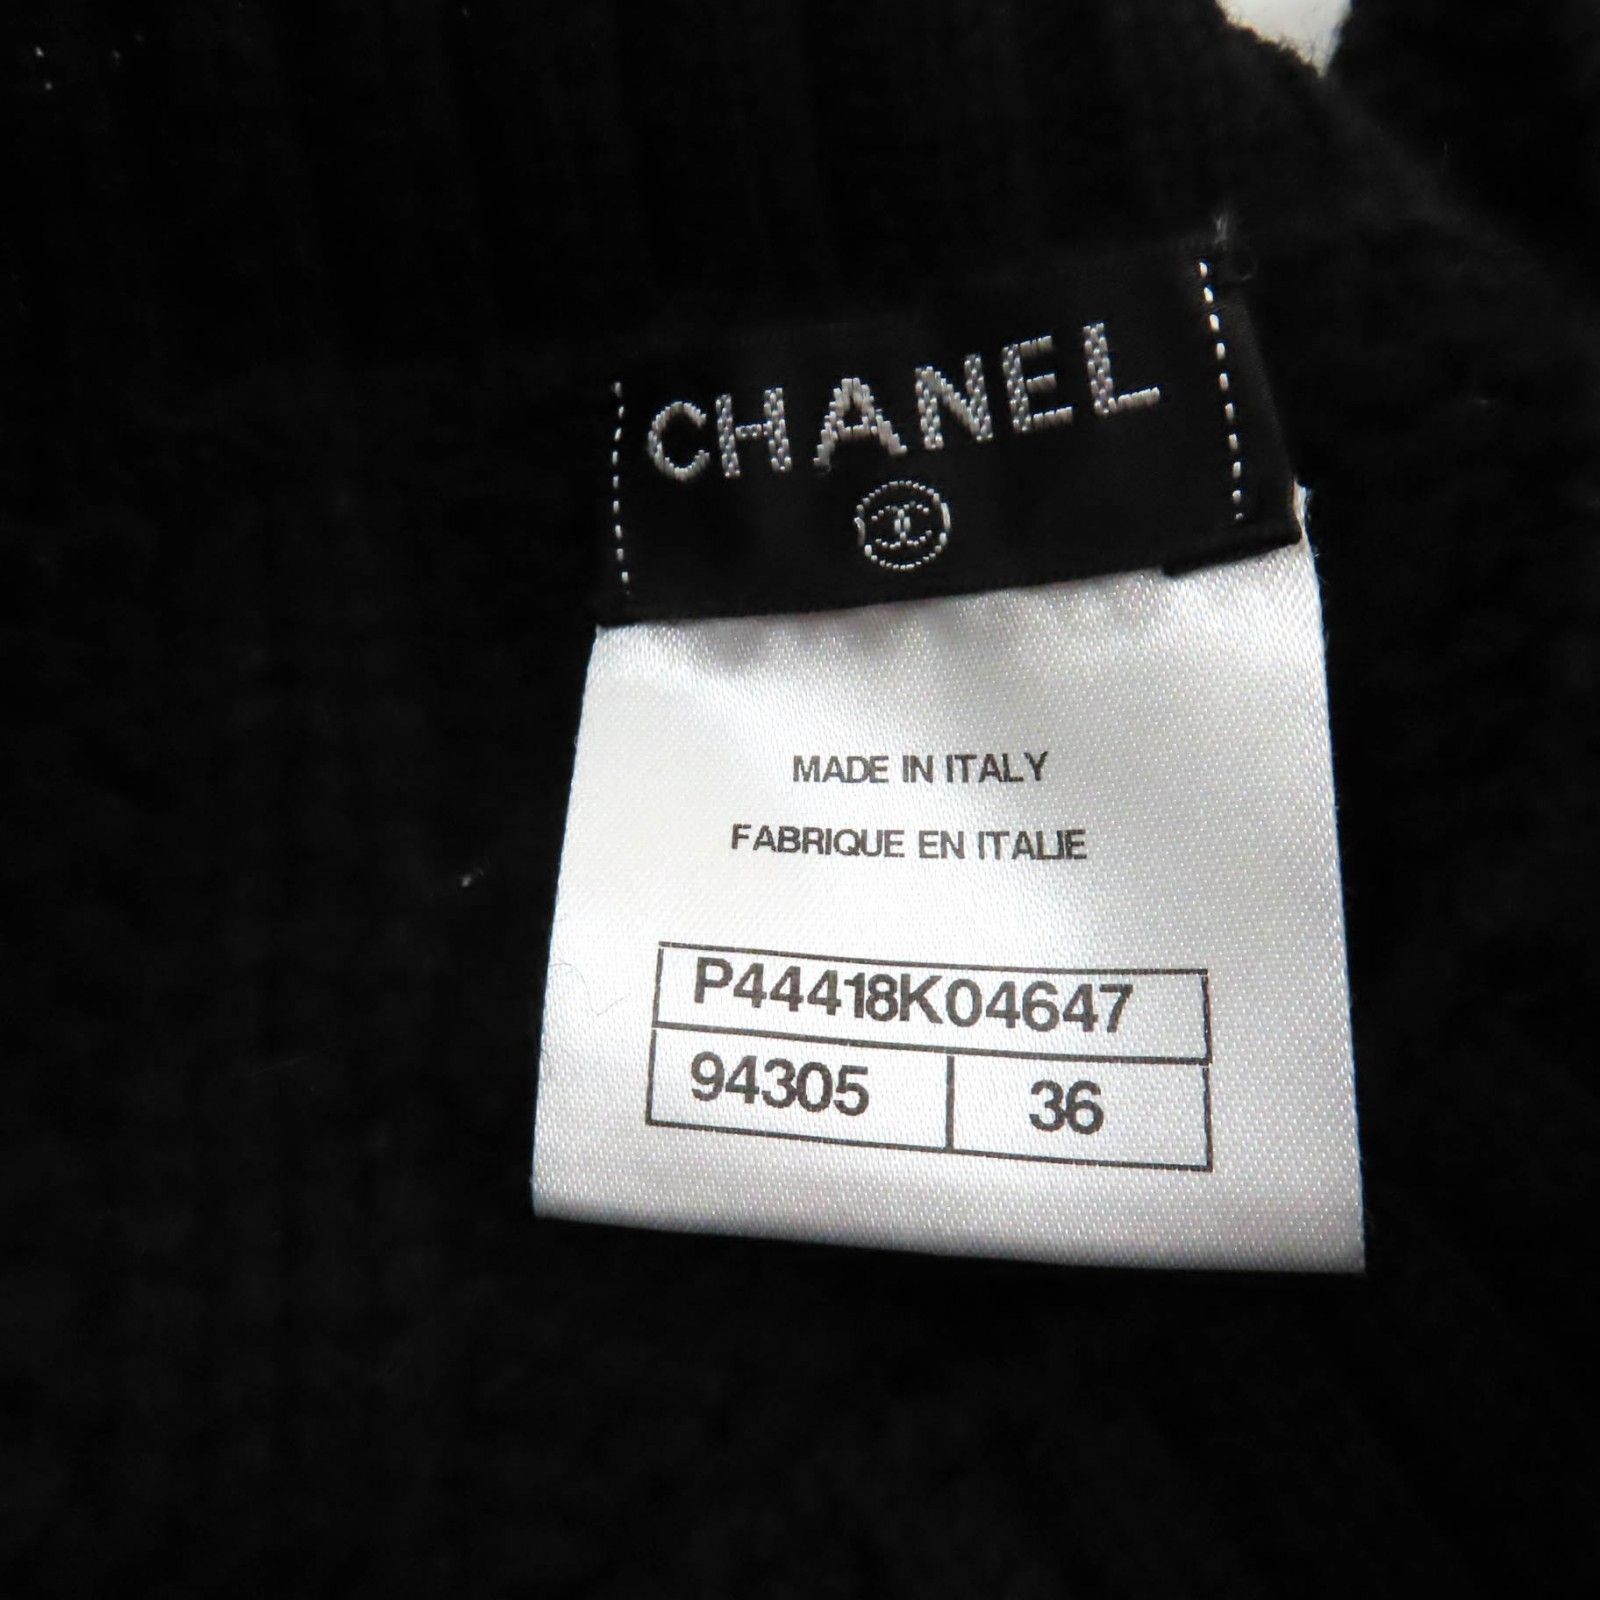 CHANEL
MADE IN ITALY
FABRIQUE EN ITALIE
P44418K04647
94305 36